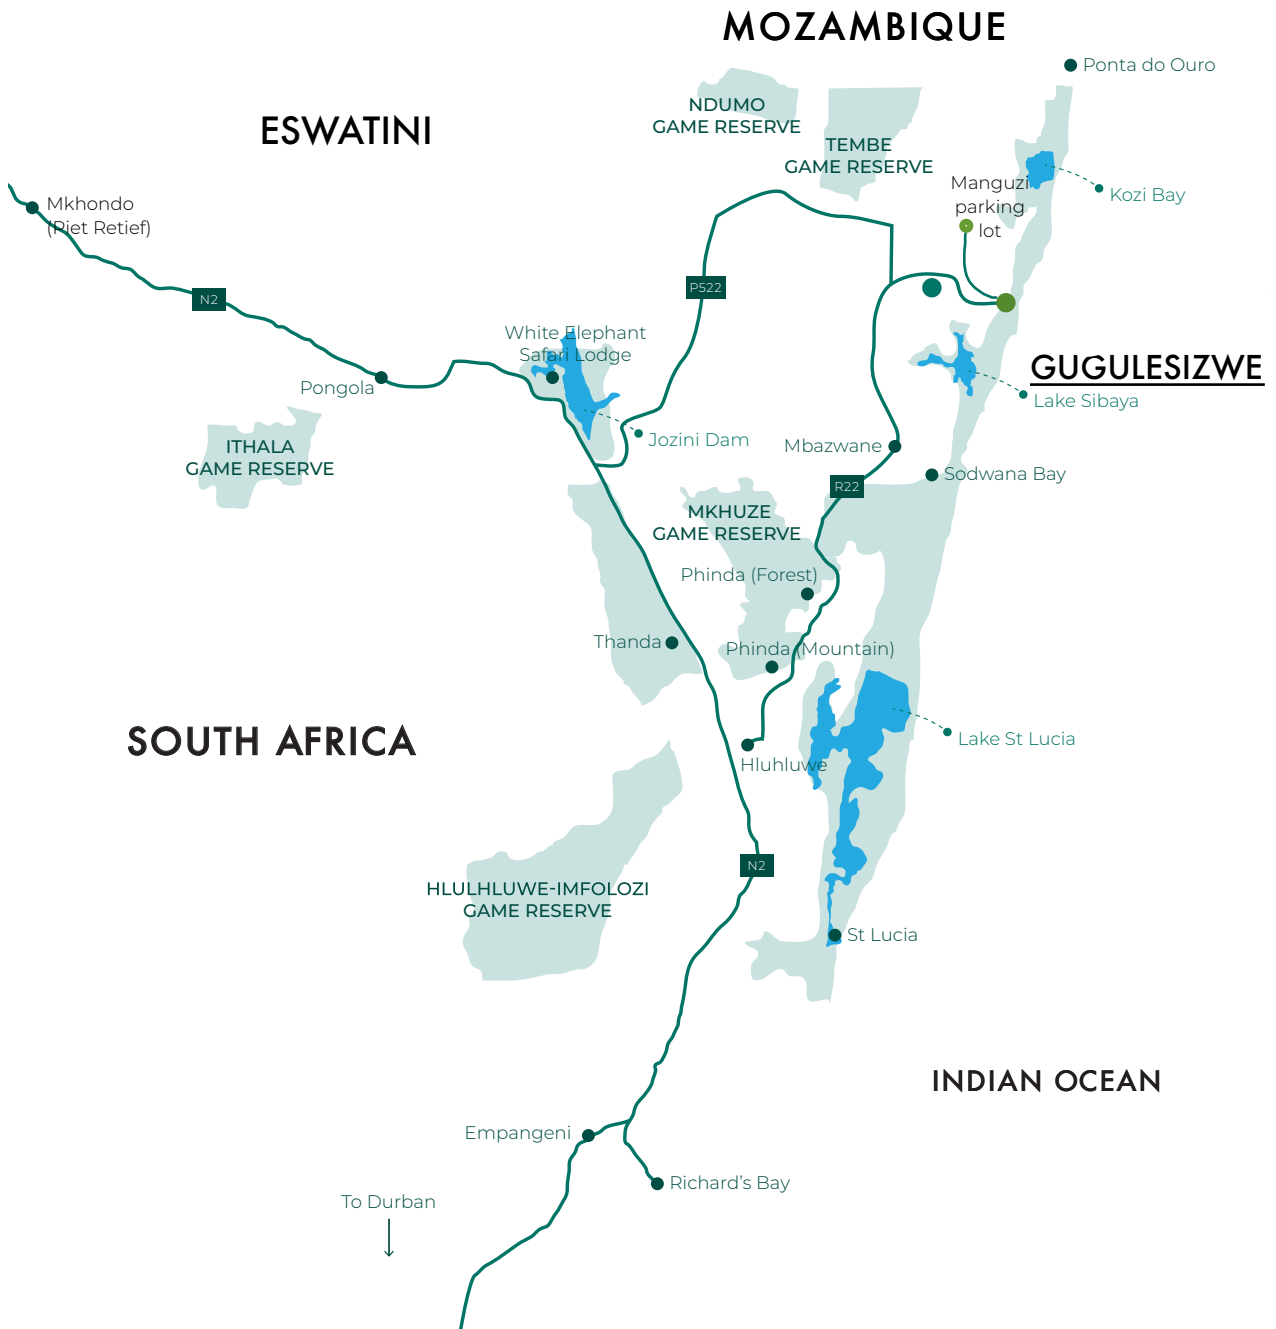 MOZAMBIQUE
Ponta do Ouro
NDUMO
GAME RESERVE
ESWATINI
TEMBE
GAME RESERVE
Manguzi
parking
lot
Kozi Bay
Mkhondo
(Piet Retief)
P522
N2
White Elephant
Safari Lodge
GUGULESIZWE
Pongola
Lake Sibaya
Jozini Dam
Mbazwane
ITHALA
GAME RESERVE
Sodwana Bay
R22
MKHUZE
GAME RESERVE
Phinda (Forest)
Thanda
Phinda (Mountain)
SOUTH AFRICA
Lake St Lucia
Hluhluwe
N2
HLULHLUWE-IMFOLOZI
GAME RESERVE
St Lucia
INDIAN OCEAN
Empangeni
Richard’s Bay
To Durban